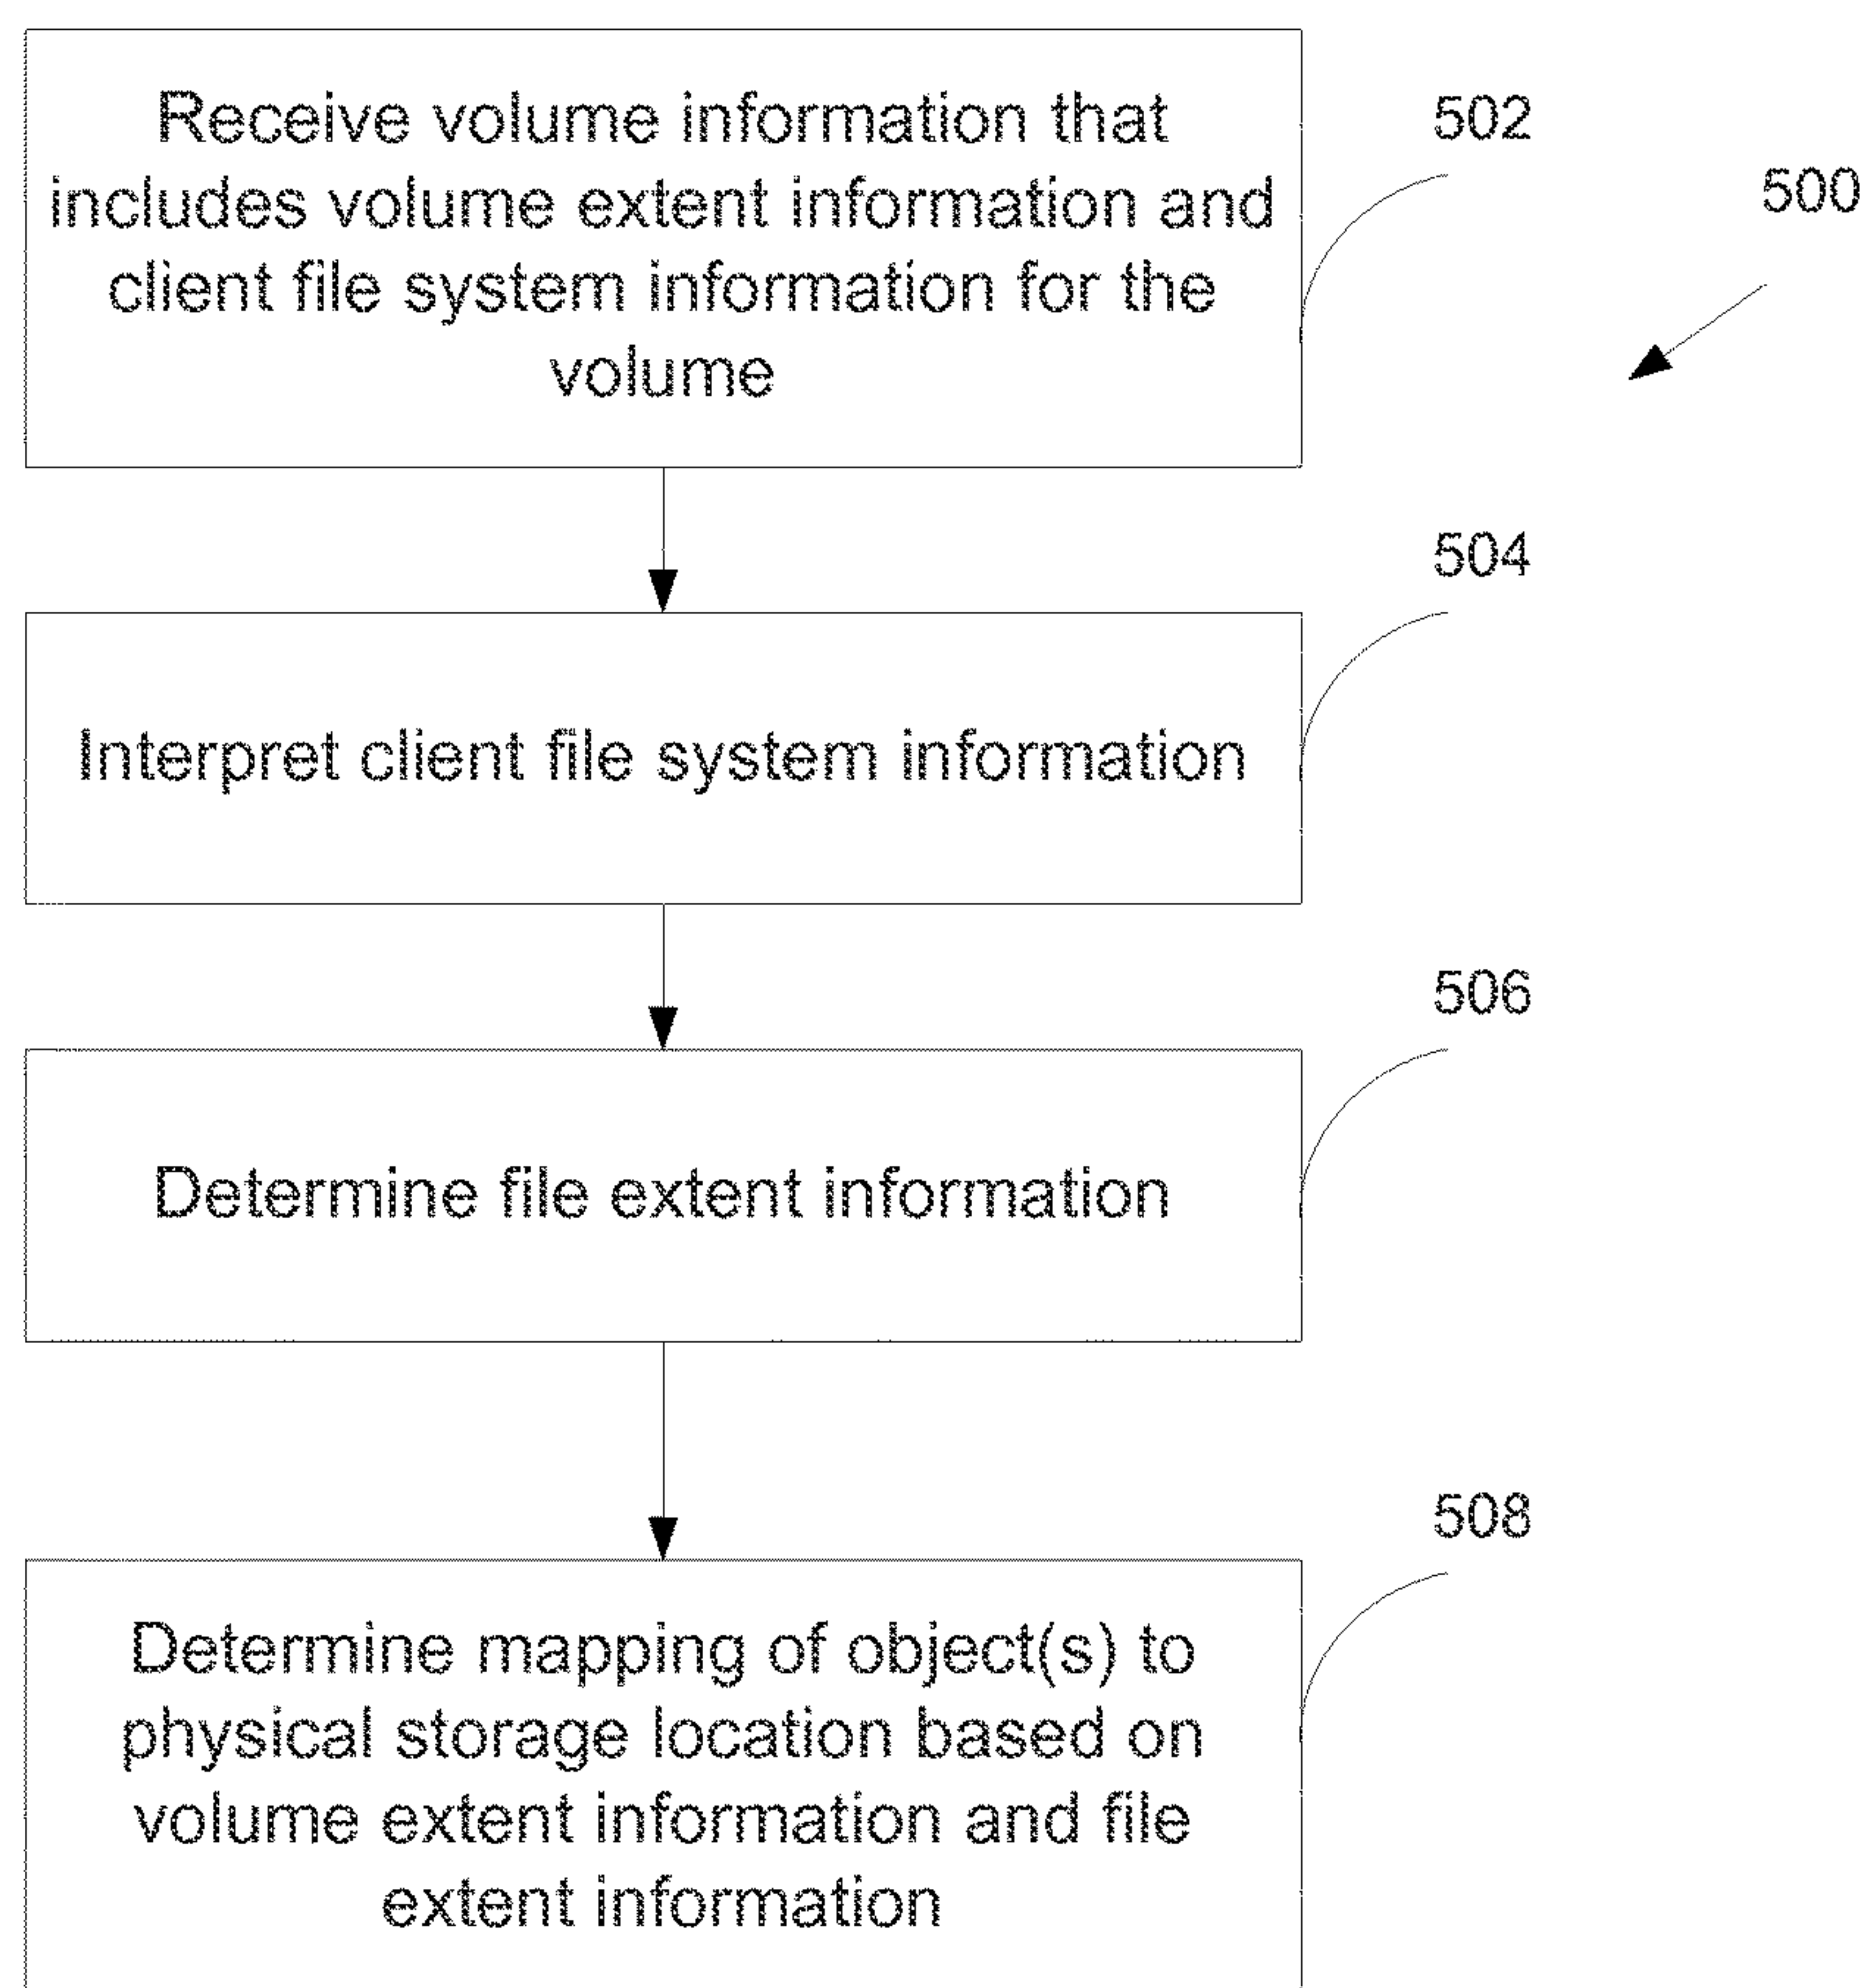 Receive volume information that
includes volume extent information and
client file system information for the
volume
502
500
Interpret client file system information
504
Determine file extent information
506
Determine mapping of object(s) to
physical storage location based on
volume extent information and file
extent information
508